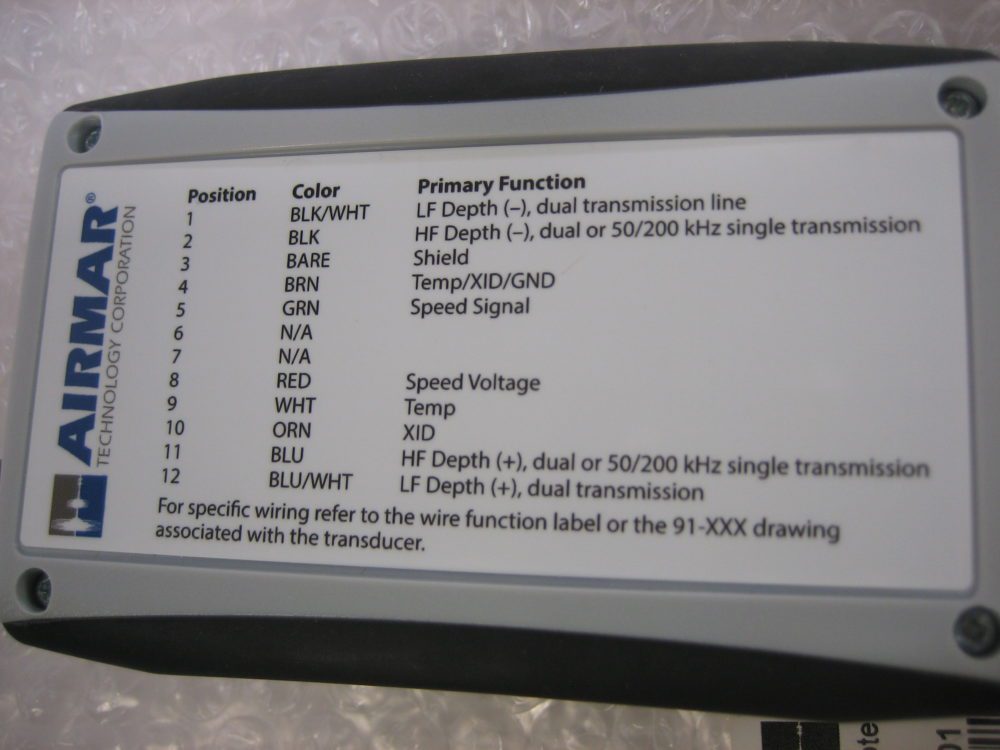 AIRMAR®
TECHNOLOGY CORPORATION
Position Color Primary Function
1 BLK/WHT LF Depth (–), dual transmission line
2 BLK HF Depth (–), dual or 50/200 kHz single transmission
3 BARE Shield
4 BRN Temp/XID/GND
5 GRN Speed Signal
6 N/A
7 N/A
8 RED Speed Voltage
9 WHT Temp
10 ORN XID
11 BLU HF Depth (+), dual or 50/200 kHz single transmission
12 BLU/WHT LF Depth (+), dual transmission
For specific wiring refer to the wire function label or the 91-XXX drawing
associated with the transducer.